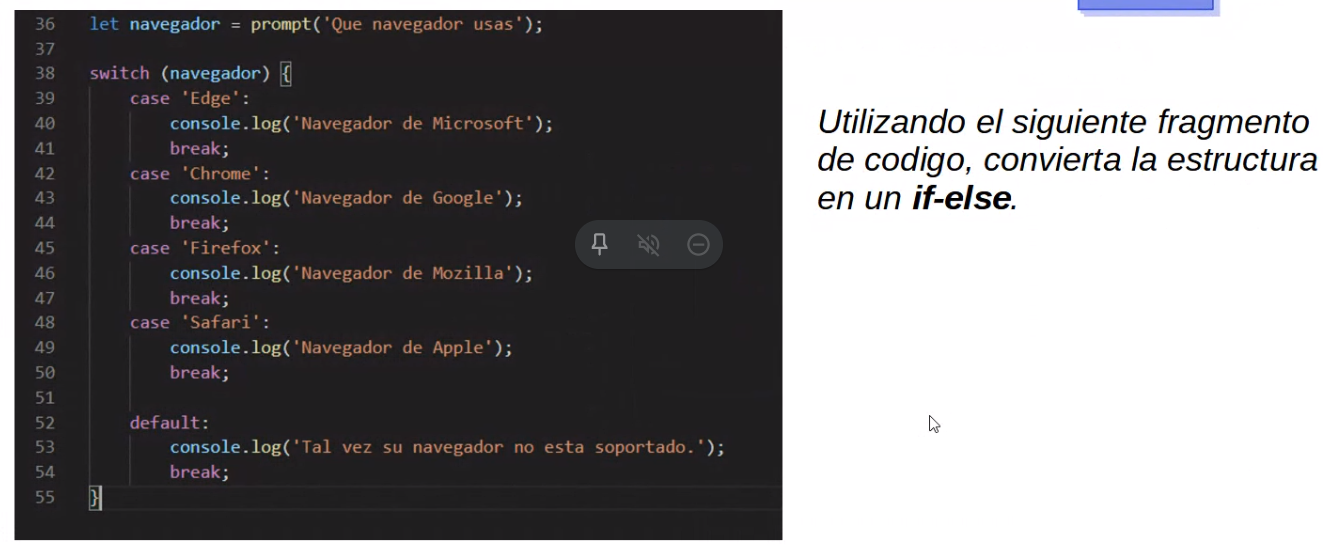 36 let navegador = prompt('Que navegador usas');
37
38 switch (navegador) {
39 case 'Edge':
40 console.log('Navegador de Microsoft');
41 break;
42 case 'Chrome':
43 console.log('Navegador de Google');
44 break;
45 case 'Firefox':
46 console.log('Navegador de Mozilla');
47 break;
48 case 'Safari':
49 console.log('Navegador de Apple');
50 break;
51
52 default:
53 console.log('Tal vez su navegador no esta soportado.');
54 break;
55 }
Utilizando el siguiente fragmento
de codigo, convierta la estructura
en un if-else.